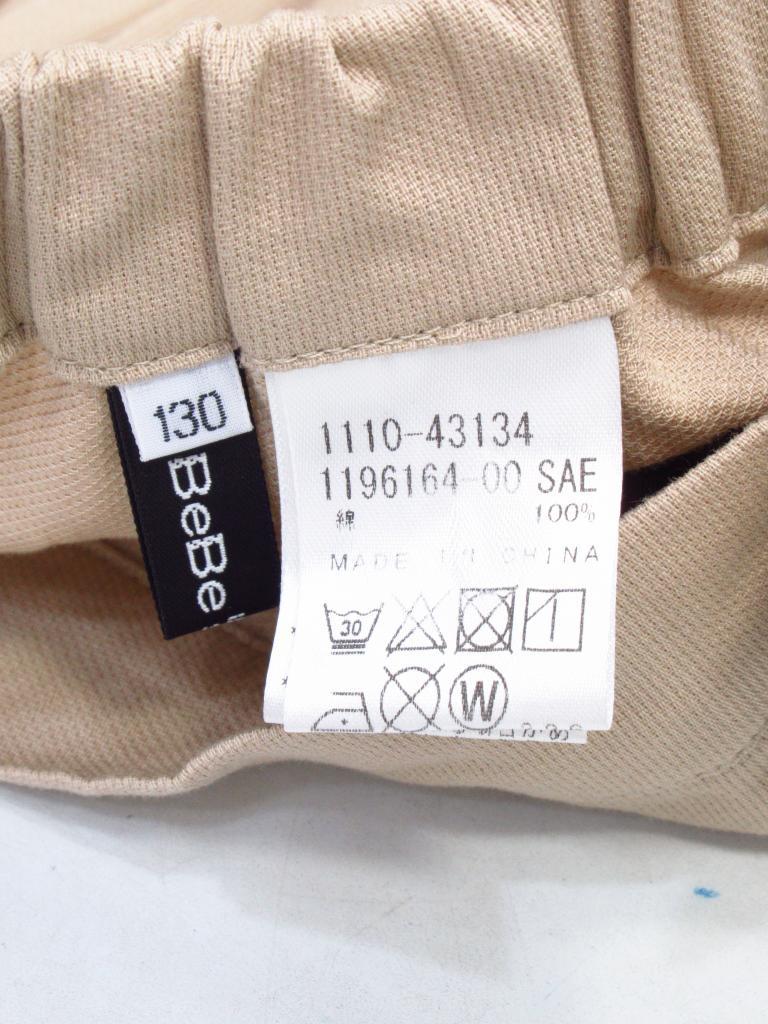 130
BeBe
1110-43134
1196164-00 SAE
綿 100%
MADE IN CHINA
30
W